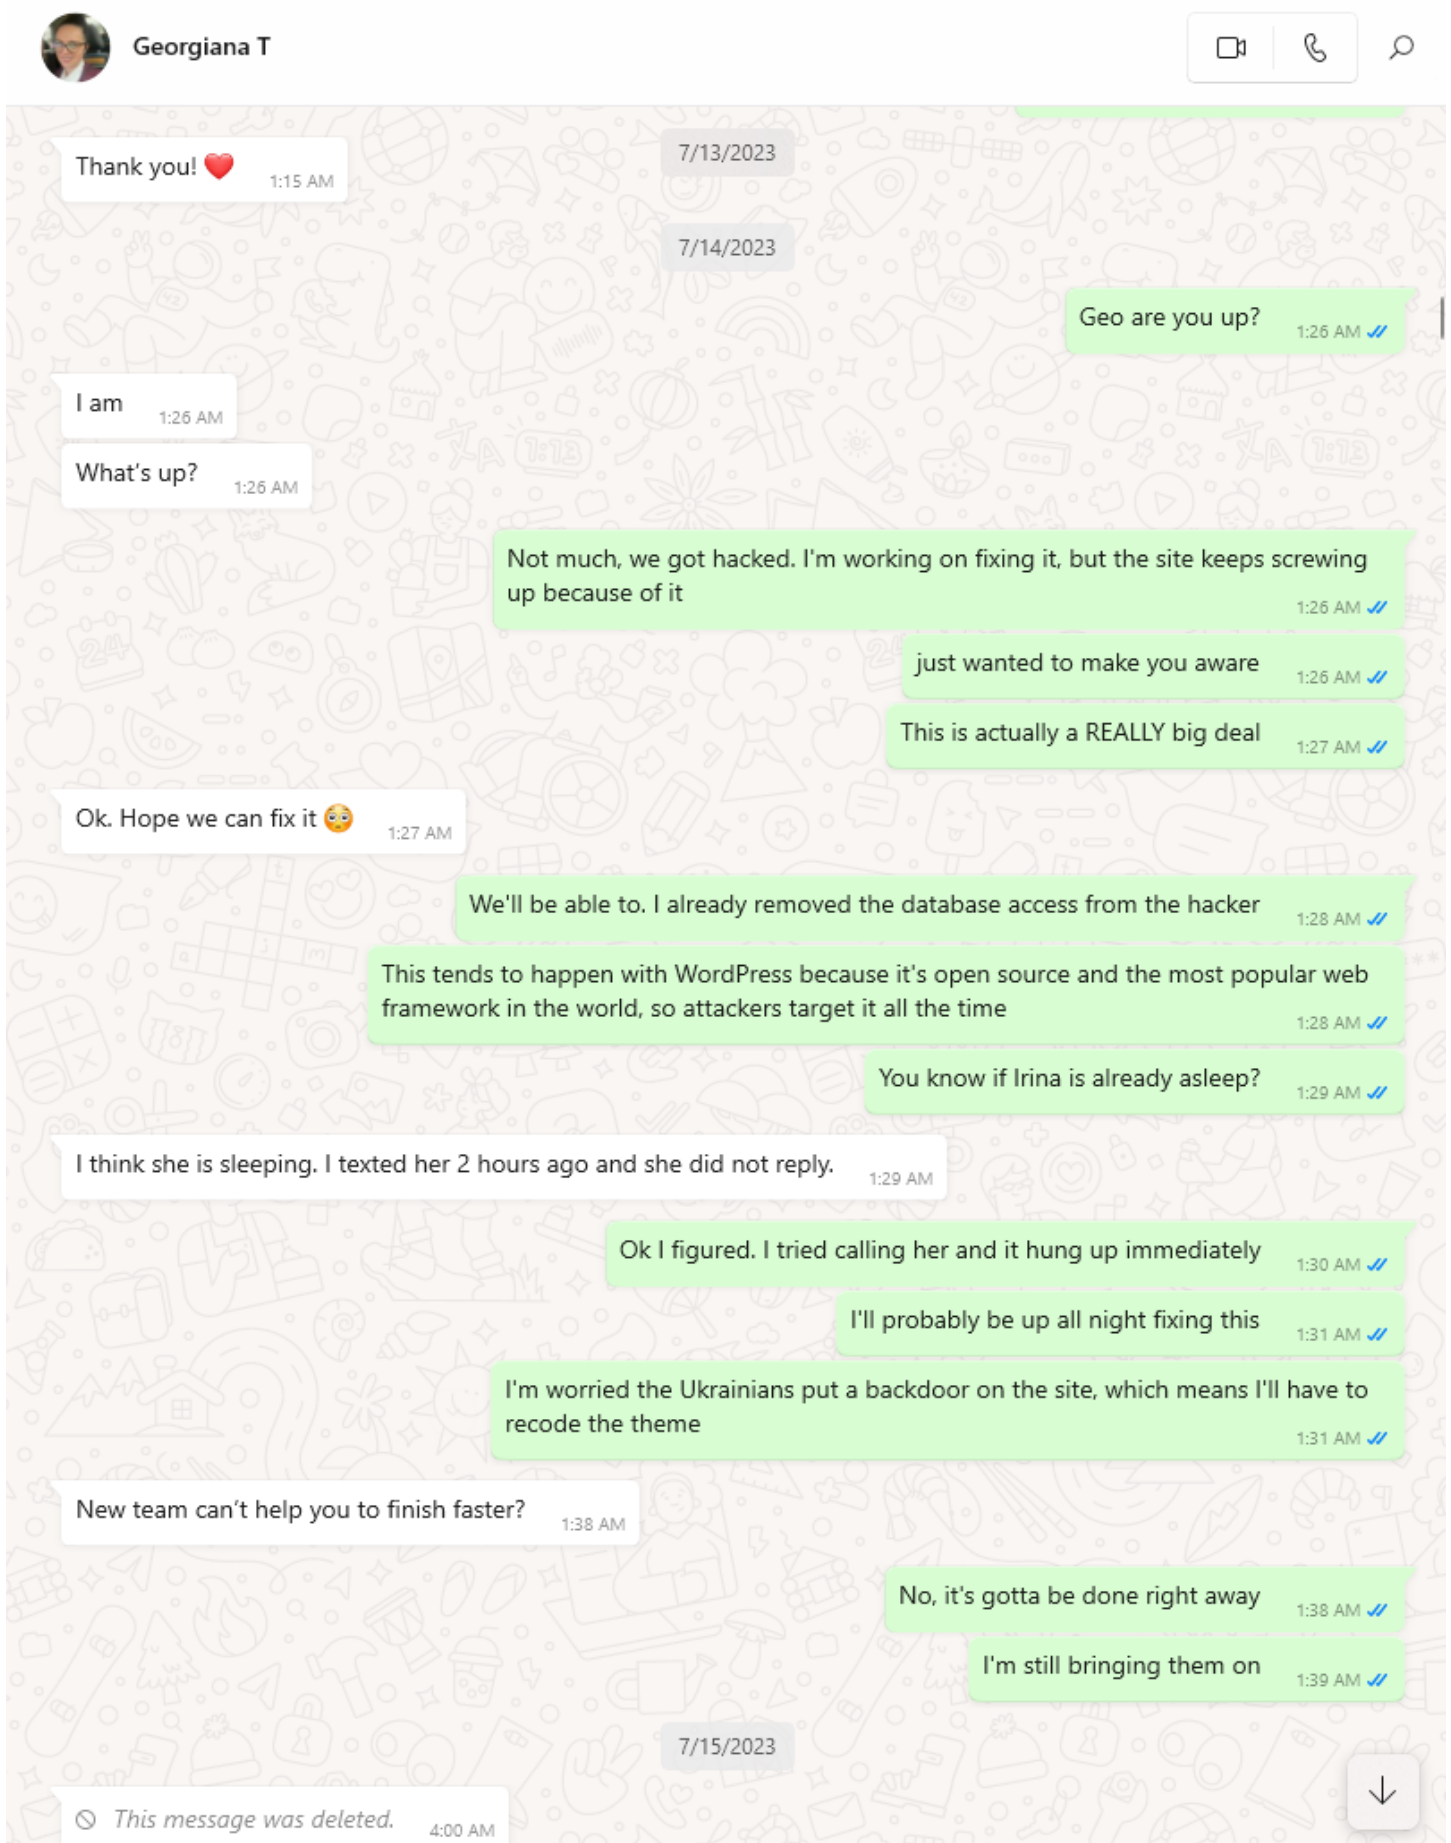 Georgiana T
7/13/2023
Thank you! ❤️ 1:15 AM
7/14/2023
Geo are you up? 1:26 AM
I am 1:26 AM
What's up? 1:26 AM
Not much, we got hacked. I'm working on fixing it, but the site keeps screwing
up because of it 1:26 AM
just wanted to make you aware 1:26 AM
This is actually a REALLY big deal 1:27 AM
Ok. Hope we can fix it 😳 1:27 AM
We'll be able to. I already removed the database access from the hacker 1:28 AM
This tends to happen with WordPress because it's open source and the most popular web
framework in the world, so attackers target it all the time 1:28 AM
You know if Irina is already asleep? 1:29 AM
I think she is sleeping. I texted her 2 hours ago and she did not reply. 1:29 AM
Ok I figured. I tried calling her and it hung up immediately 1:30 AM
I'll probably be up all night fixing this 1:31 AM
I'm worried the Ukrainians put a backdoor on the site, which means I'll have to
recode the theme 1:31 AM
New team can't help you to finish faster? 1:38 AM
No, it's gotta be done right away 1:38 AM
I'm still bringing them on 1:39 AM
7/15/2023
This message was deleted. 4:00 AM